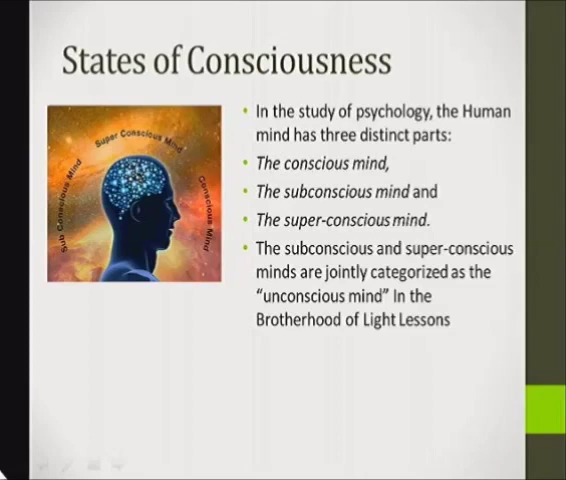 States of Consciousness
Sub Conscious Mind
Super Conscious Mind
Conscious Mind
In the study of psychology, the Human
mind has three distinct parts:
The conscious mind,
The subconscious mind and
The super-conscious mind.
The subconscious and super-conscious
minds are jointly categorized as the
“unconscious mind” In the
Brotherhood of Light Lessons